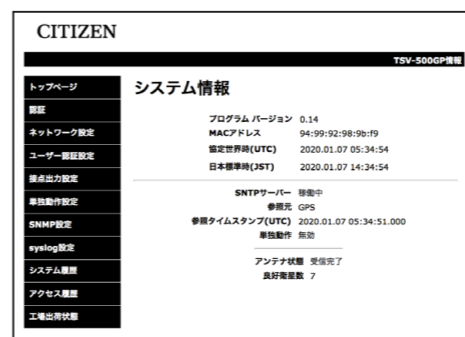 CITIZEN
TSV-500GP情報
トップページ
認証
ネットワーク設定
ユーザー認証設定
接点出力設定
単独動作設定
SNMP設定
syslog設定
システム履歴
アクセス履歴
工場出荷状態
システム情報
プログラム バージョン 0.14
MACアドレス 94:99:92:98:9b:f9
協定世界時(UTC) 2020.01.07 05:34:54
日本標準時(JST) 2020.01.07 14:34:54
SNTPサーバー 稼働中
参照元 GPS
参照タイムスタンプ(UTC) 2020.01.07 05:34:51.000
単独動作 無効
アンテナ状態 受信完了
良好衛星数 7